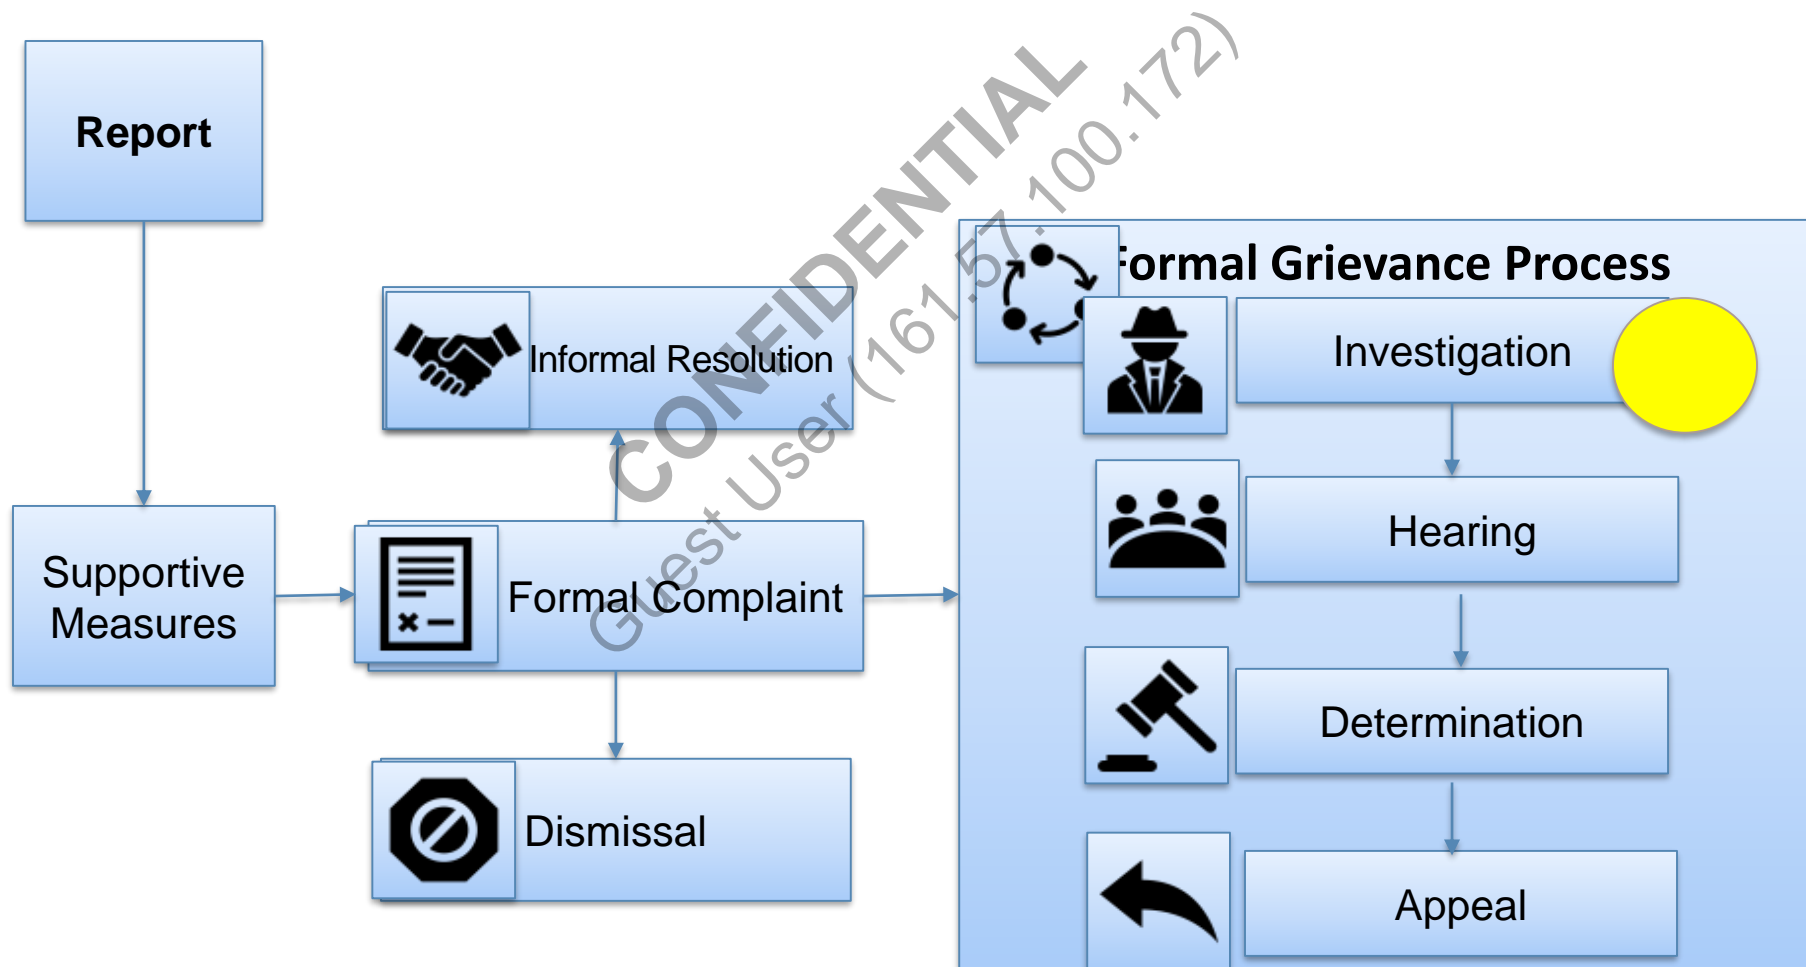 Report
CONFIDENTIAL
Guest User (161.57.100.172)
Formal Grievance Process
Informal Resolution
Investigation
Hearing
Supportive
Measures
Formal Complaint
Determination
Dismissal
Appeal